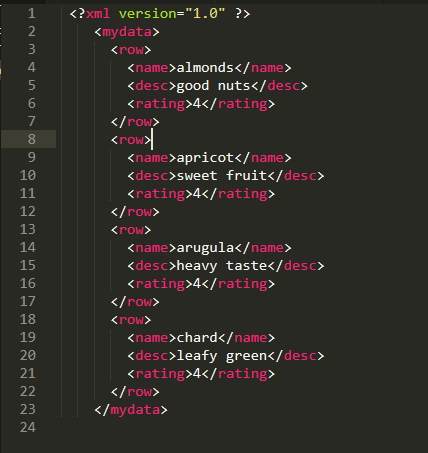 1 <?xml version="1.0" ?>
2 <mydata>
3 <row>
4 <name>almonds</name>
5 <desc>good nuts</desc>
6 <rating>4</rating>
7 </row>
8 <row>
9 <name>apricot</name>
10 <desc>sweet fruit</desc>
11 <rating>4</rating>
12 </row>
13 <row>
14 <name>arugula</name>
15 <desc>heavy taste</desc>
16 <rating>4</rating>
17 </row>
18 <row>
19 <name>chard</name>
20 <desc>leafy green</desc>
21 <rating>4</rating>
22 </row>
23 </mydata>
24